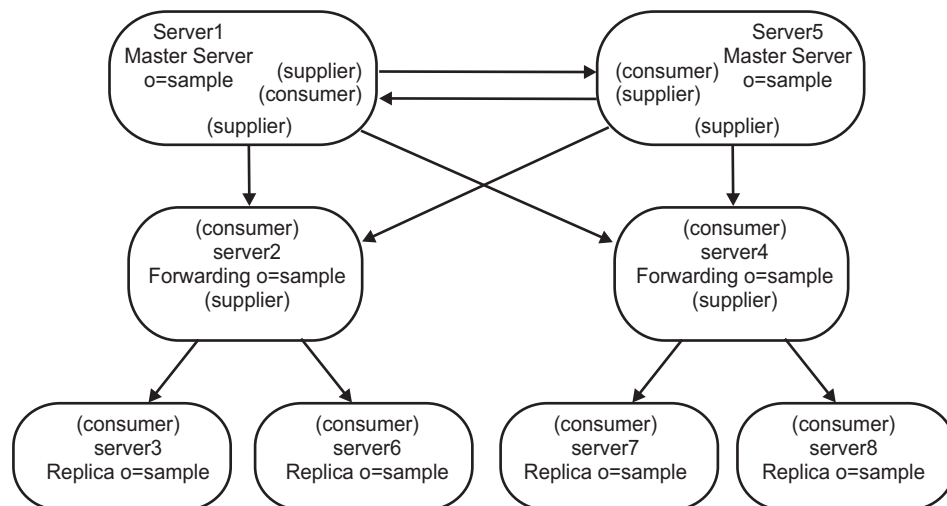 Server1
Master Server
o=sample
(supplier)
(consumer)
(supplier)
Server5
Master Server
o=sample
(consumer)
(supplier)
(supplier)
(consumer)
server2
Forwarding o=sample
(supplier)
(consumer)
server4
Forwarding o=sample
(supplier)
(consumer)
server3
Replica o=sample
(consumer)
server6
Replica o=sample
(consumer)
server7
Replica o=sample
(consumer)
server8
Replica o=sample